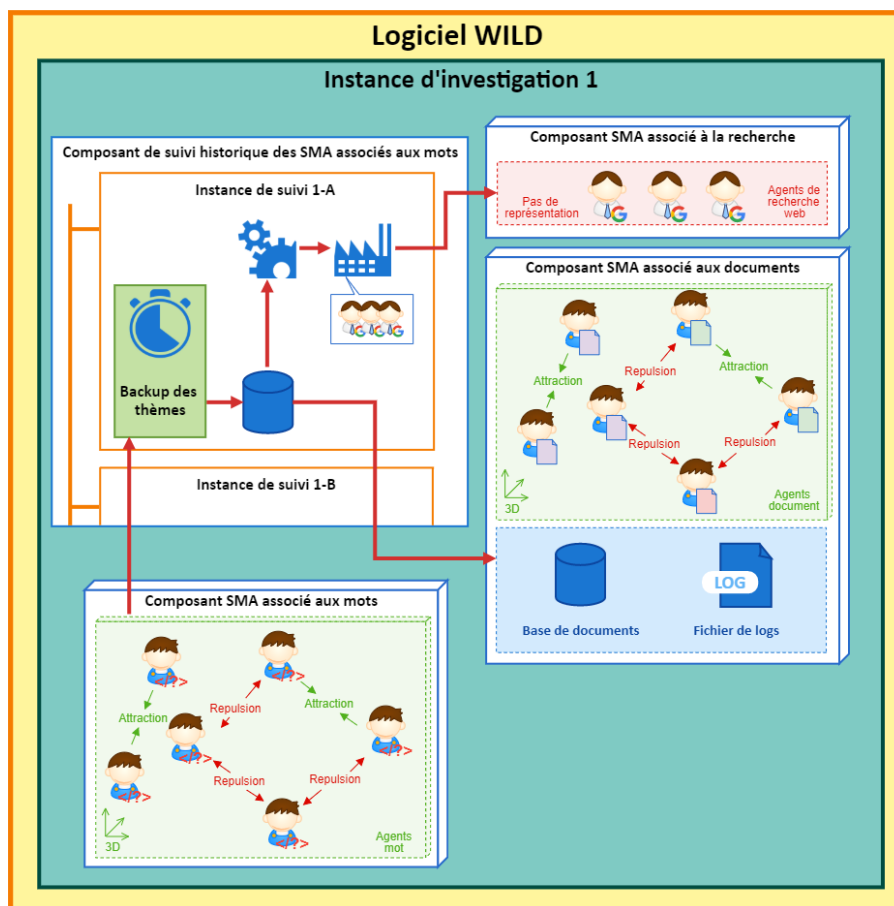 Logiciel WILD
Instance d'investigation 1
Composant de suivi historique des SMA associés aux mots
Instance de suivi 1-A
Backup des
thèmes
Instance de suivi 1-B
Composant SMA associé à la recherche
Pas de
représentation
Agents de
recherche
web
Composant SMA associé aux documents
Attraction
Repulsion
Attraction
Repulsion
Repulsion
3D
Agents
document
LOG
Base de documents
Fichier de logs
Composant SMA associé aux mots
</?!>
</?!>
Attraction
Repulsion
Attraction
</?!>
</?!>
Repulsion
Repulsion
</?!>
</?!>
3D
Agents
mot